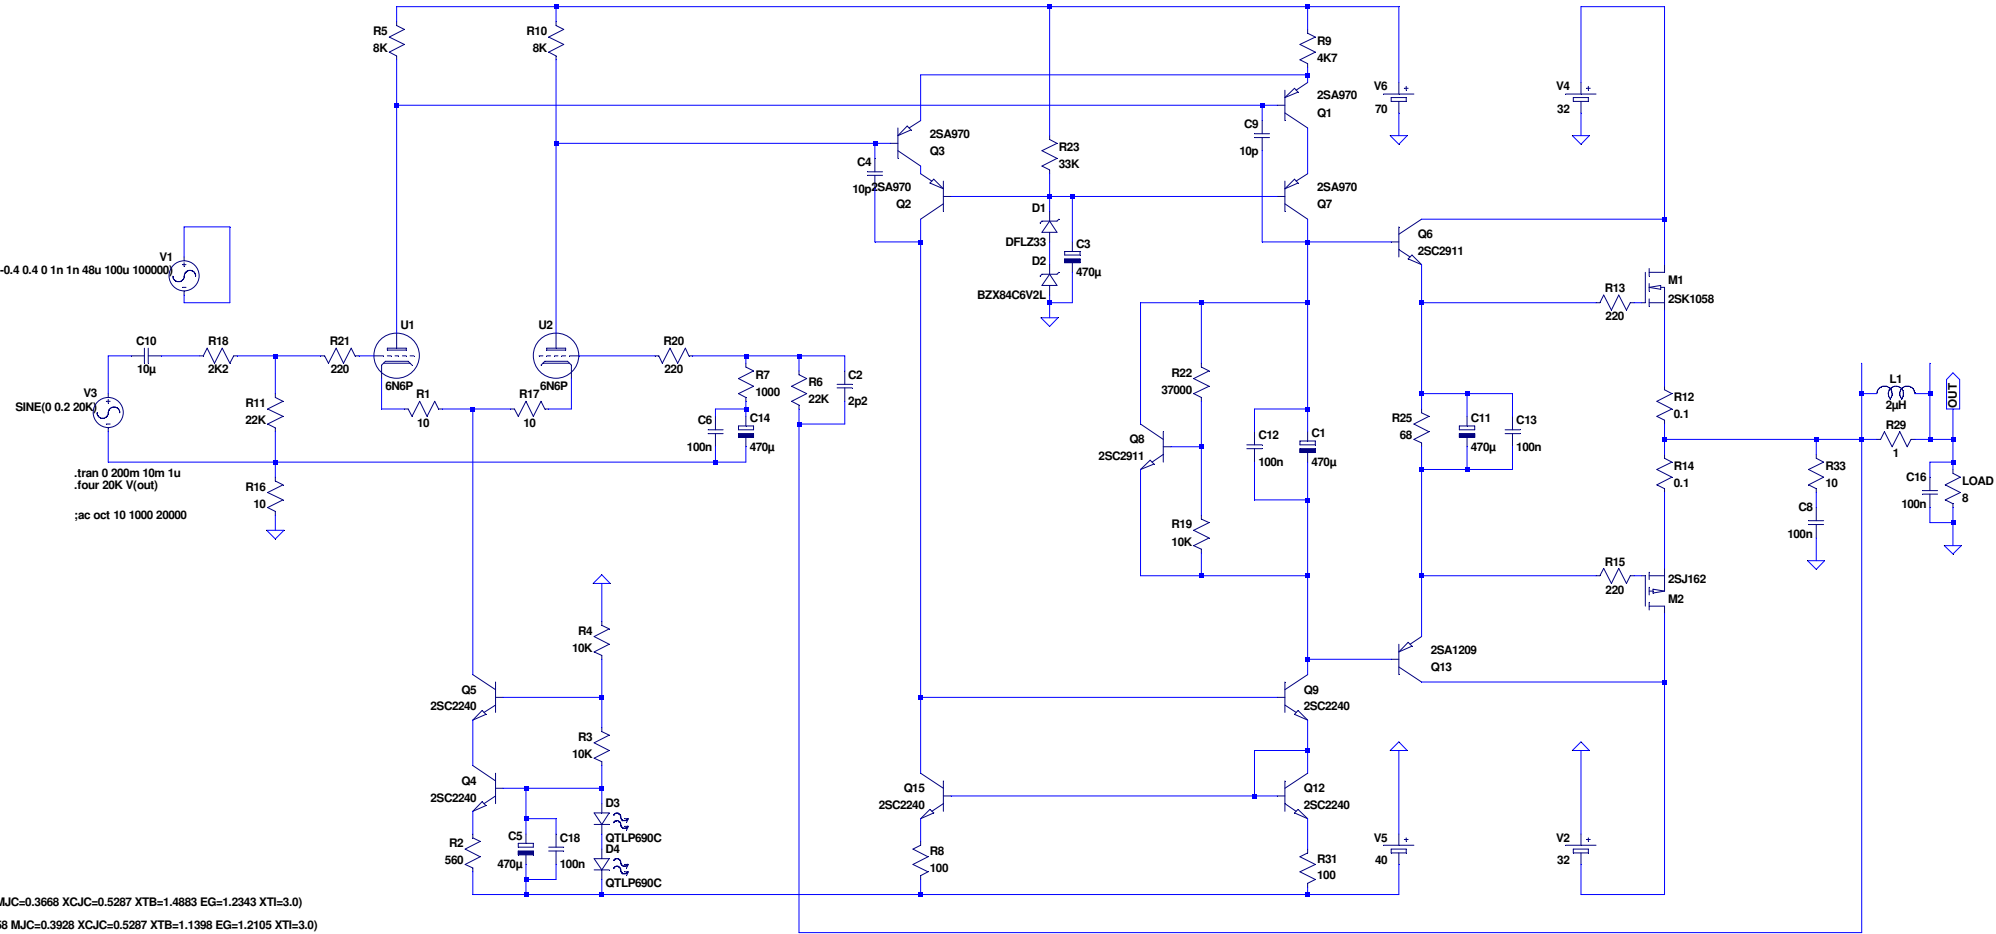 R5
8K
R10
8K
R9
4K7
2SA970
Q1
V6
70
V4
32
C9
10p
2SA970
Q3
R23
33K
C4
10p
2SA970
Q2
2SA970
Q7
D1
DFLZ33
D2
BZX84C6V2L
C3
470µ
Q6
2SC2911
V1
-0.4 0.4 0 1n 1n 48u 100u 100000)
M1
2SK1058
R13
220
U1
6N6P
U2
6N6P
C10
10µ
R18
2K2
R21
220
R20
220
R7
1000
R6
22K
C2
2p2
V3
SINE(0 0.2 20K)
R11
22K
R1
10
R17
10
C6
100n
C14
470µ
R22
37000
R25
68
C11
470µ
C13
100n
R12
0.1
L1
2µH
OUT
R29
1
Q8
2SC2911
C12
100n
C1
470µ
R14
0.1
R33
10
C16
100n
LOAD
8
.tran 0 200m 10m 1u
.four 20K V(out)
R16
10
;ac oct 10 1000 20000
R19
10K
C8
100n
R15
220
2SJ162
M2
R4
10K
2SA1209
Q13
Q5
2SC2240
Q9
2SC2240
R3
10K
Q4
2SC2240
Q15
2SC2240
Q12
2SC2240
D3
QTLP690C
D4
QTLP690C
R2
560
C5
470µ
C18
100n
R8
100
R31
100
V5
40
V2
32
MJC=0.3668 XCJC=0.5287 XTB=1.4883 EG=1.2343 XTI=3.0)
MJC=0.3928 XCJC=0.5287 XTB=1.1398 EG=1.2105 XTI=3.0)